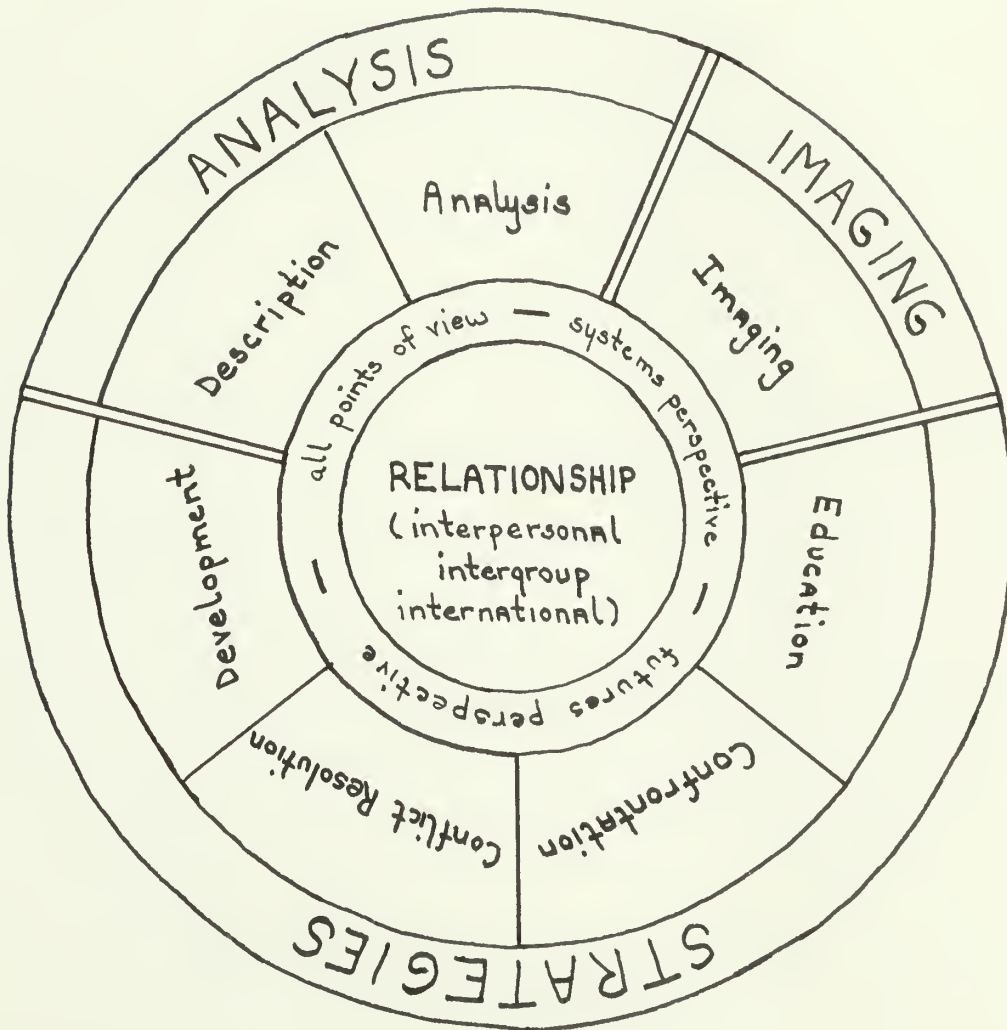 ANALYSIS
IMAGING
STRATEGIES
Description
Analysis
Imaging
Education
Confrontation
Conflict Resolution
Development
all points of view — systems perspective — futures perspective —
RELATIONSHIP
(interpersonal
intergroup
international)